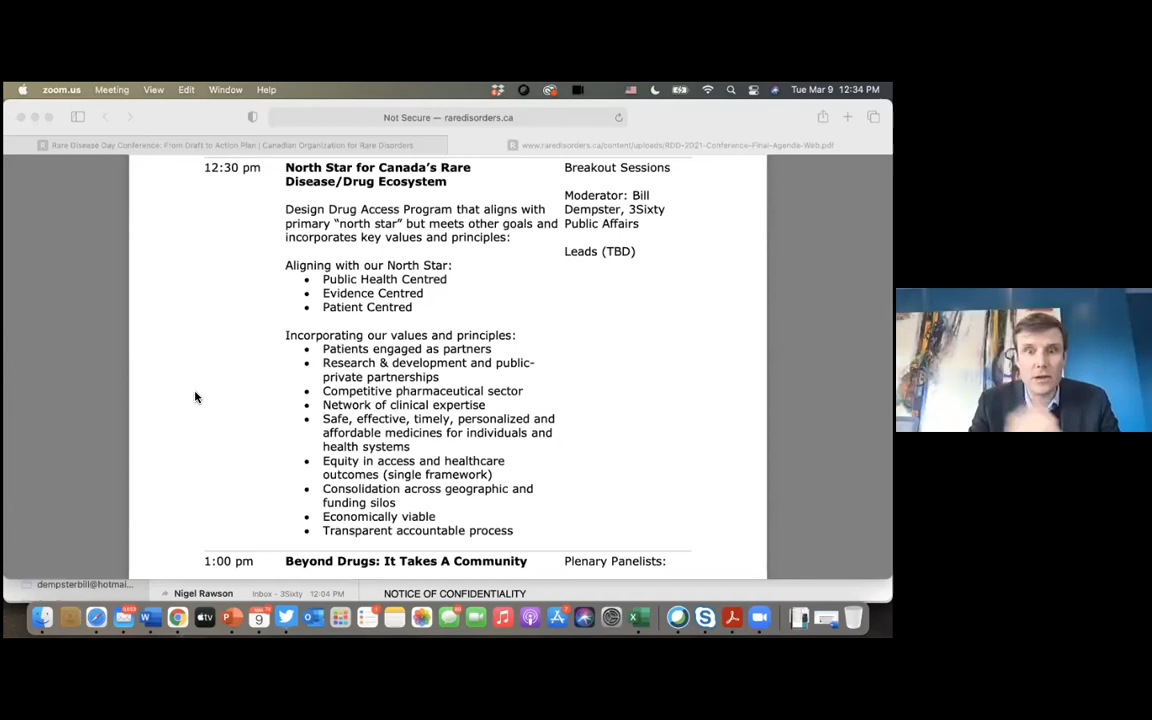 zoom.us Meeting View Edit Window Help Tue Mar 9 12:34 PM
Not Secure — raredisorders.ca
Rare Disease Day Conference: From Draft to Action Plan | Canadian Organization for Rare Disorders
www.raredisorders.ca/content/uploads/RDD-2021-Conference-Final-Agenda-Web.pdf
12:30 pm
North Star for Canada's Rare
Disease/Drug Ecosystem
Design Drug Access Program that aligns with
primary "north star" but meets other goals and
incorporates key values and principles:
Aligning with our North Star:
• Public Health Centred
• Evidence Centred
• Patient Centred
Incorporating our values and principles:
• Patients engaged as partners
• Research & development and public-
private partnerships
• Competitive pharmaceutical sector
• Network of clinical expertise
• Safe, effective, timely, personalized and
affordable medicines for individuals and
health systems
• Equity in access and healthcare
outcomes (single framework)
• Consolidation across geographic and
funding silos
• Economically viable
• Transparent accountable process
Breakout Sessions
Moderator: Bill
Dempster, 3Sixty
Public Affairs
Leads (TBD)
1:00 pm
Beyond Drugs: It Takes A Community
Plenary Panelists:
dempsterbill@hotmai...
Nigel Rawson Inbox - 3Sixty 12:04 PM
NOTICE OF CONFIDENTIALITY
9
tv